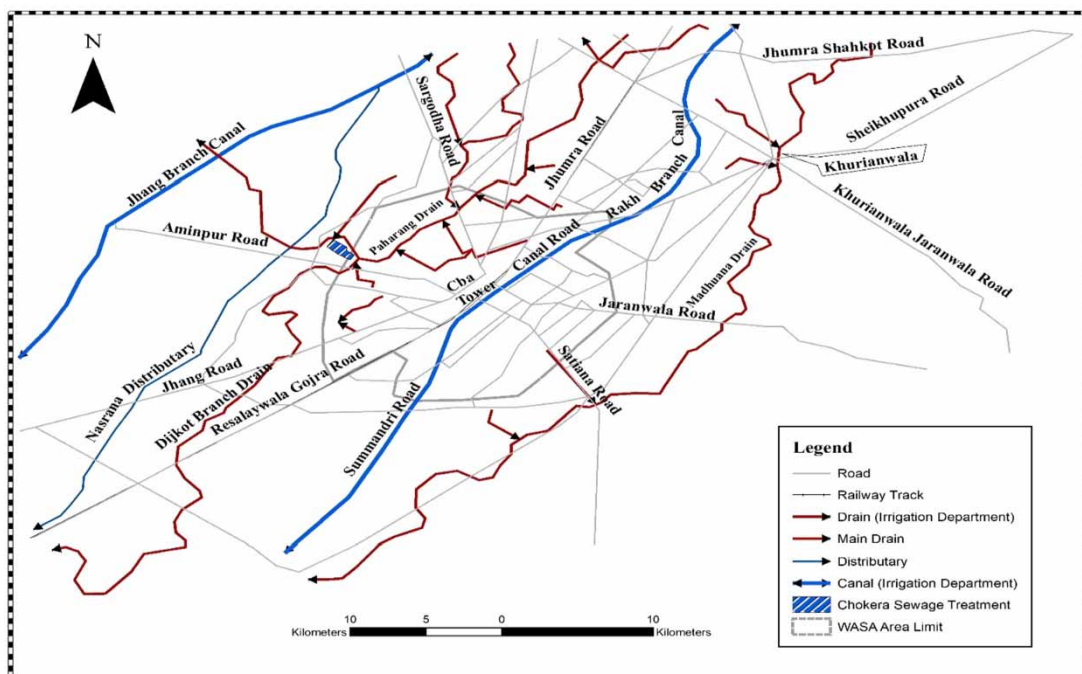 N
Jhumra Shahkot Road
Sargodha Road
Sheikhupura Road
Jhang Branch Canal
Jhumra Road
Rakh Branch Canal
Khurianwala
Khurianwala Jaranwala Road
Paharang Drain
Aminpur Road
Canal Road
Cba
Tower
Madhuana Drain
Jaranwala Road
Nasrana Distributary
Jhang Road
Satiana Road
Dijkot Branch Drain
Resalaywala Gojra Road
Summandri Road
Legend
Road
Railway Track
Drain (Irrigation Department)
Main Drain
Distributary
Canal (Irrigation Department)
Chokera Sewage Treatment
WASA Area Limit
10 5 0 10
Kilometers Kilometers